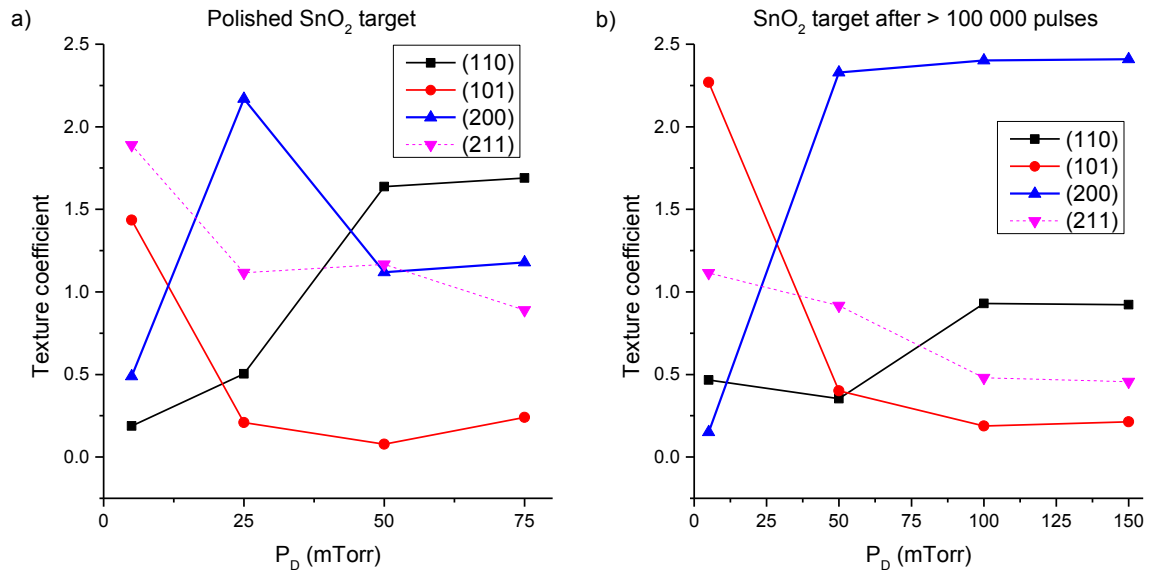 a)
Polished SnO₂ target
2.5
2.0
1.5
1.0
0.5
0.0
Texture coefficient
(110)
(101)
(200)
(211)
0 25 50 75
P_D (mTorr)
b)
SnO₂ target after > 100 000 pulses
2.5
2.0
1.5
1.0
0.5
0.0
Texture coefficient
(110)
(101)
(200)
(211)
0 25 50 75 100 125 150
P_D (mTorr)